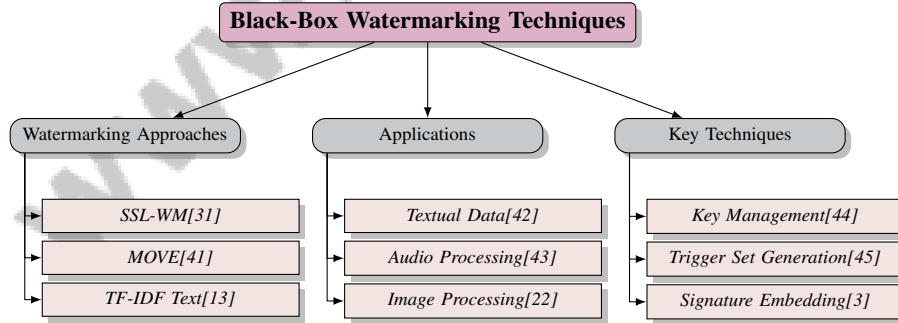 Black-Box Watermarking Techniques
Watermarking Approaches
SSL-WM[31]
MOVE[41]
TF-IDF Text[13]
Applications
Textual Data[42]
Audio Processing[43]
Image Processing[22]
Key Techniques
Key Management[44]
Trigger Set Generation[45]
Signature Embedding[3]